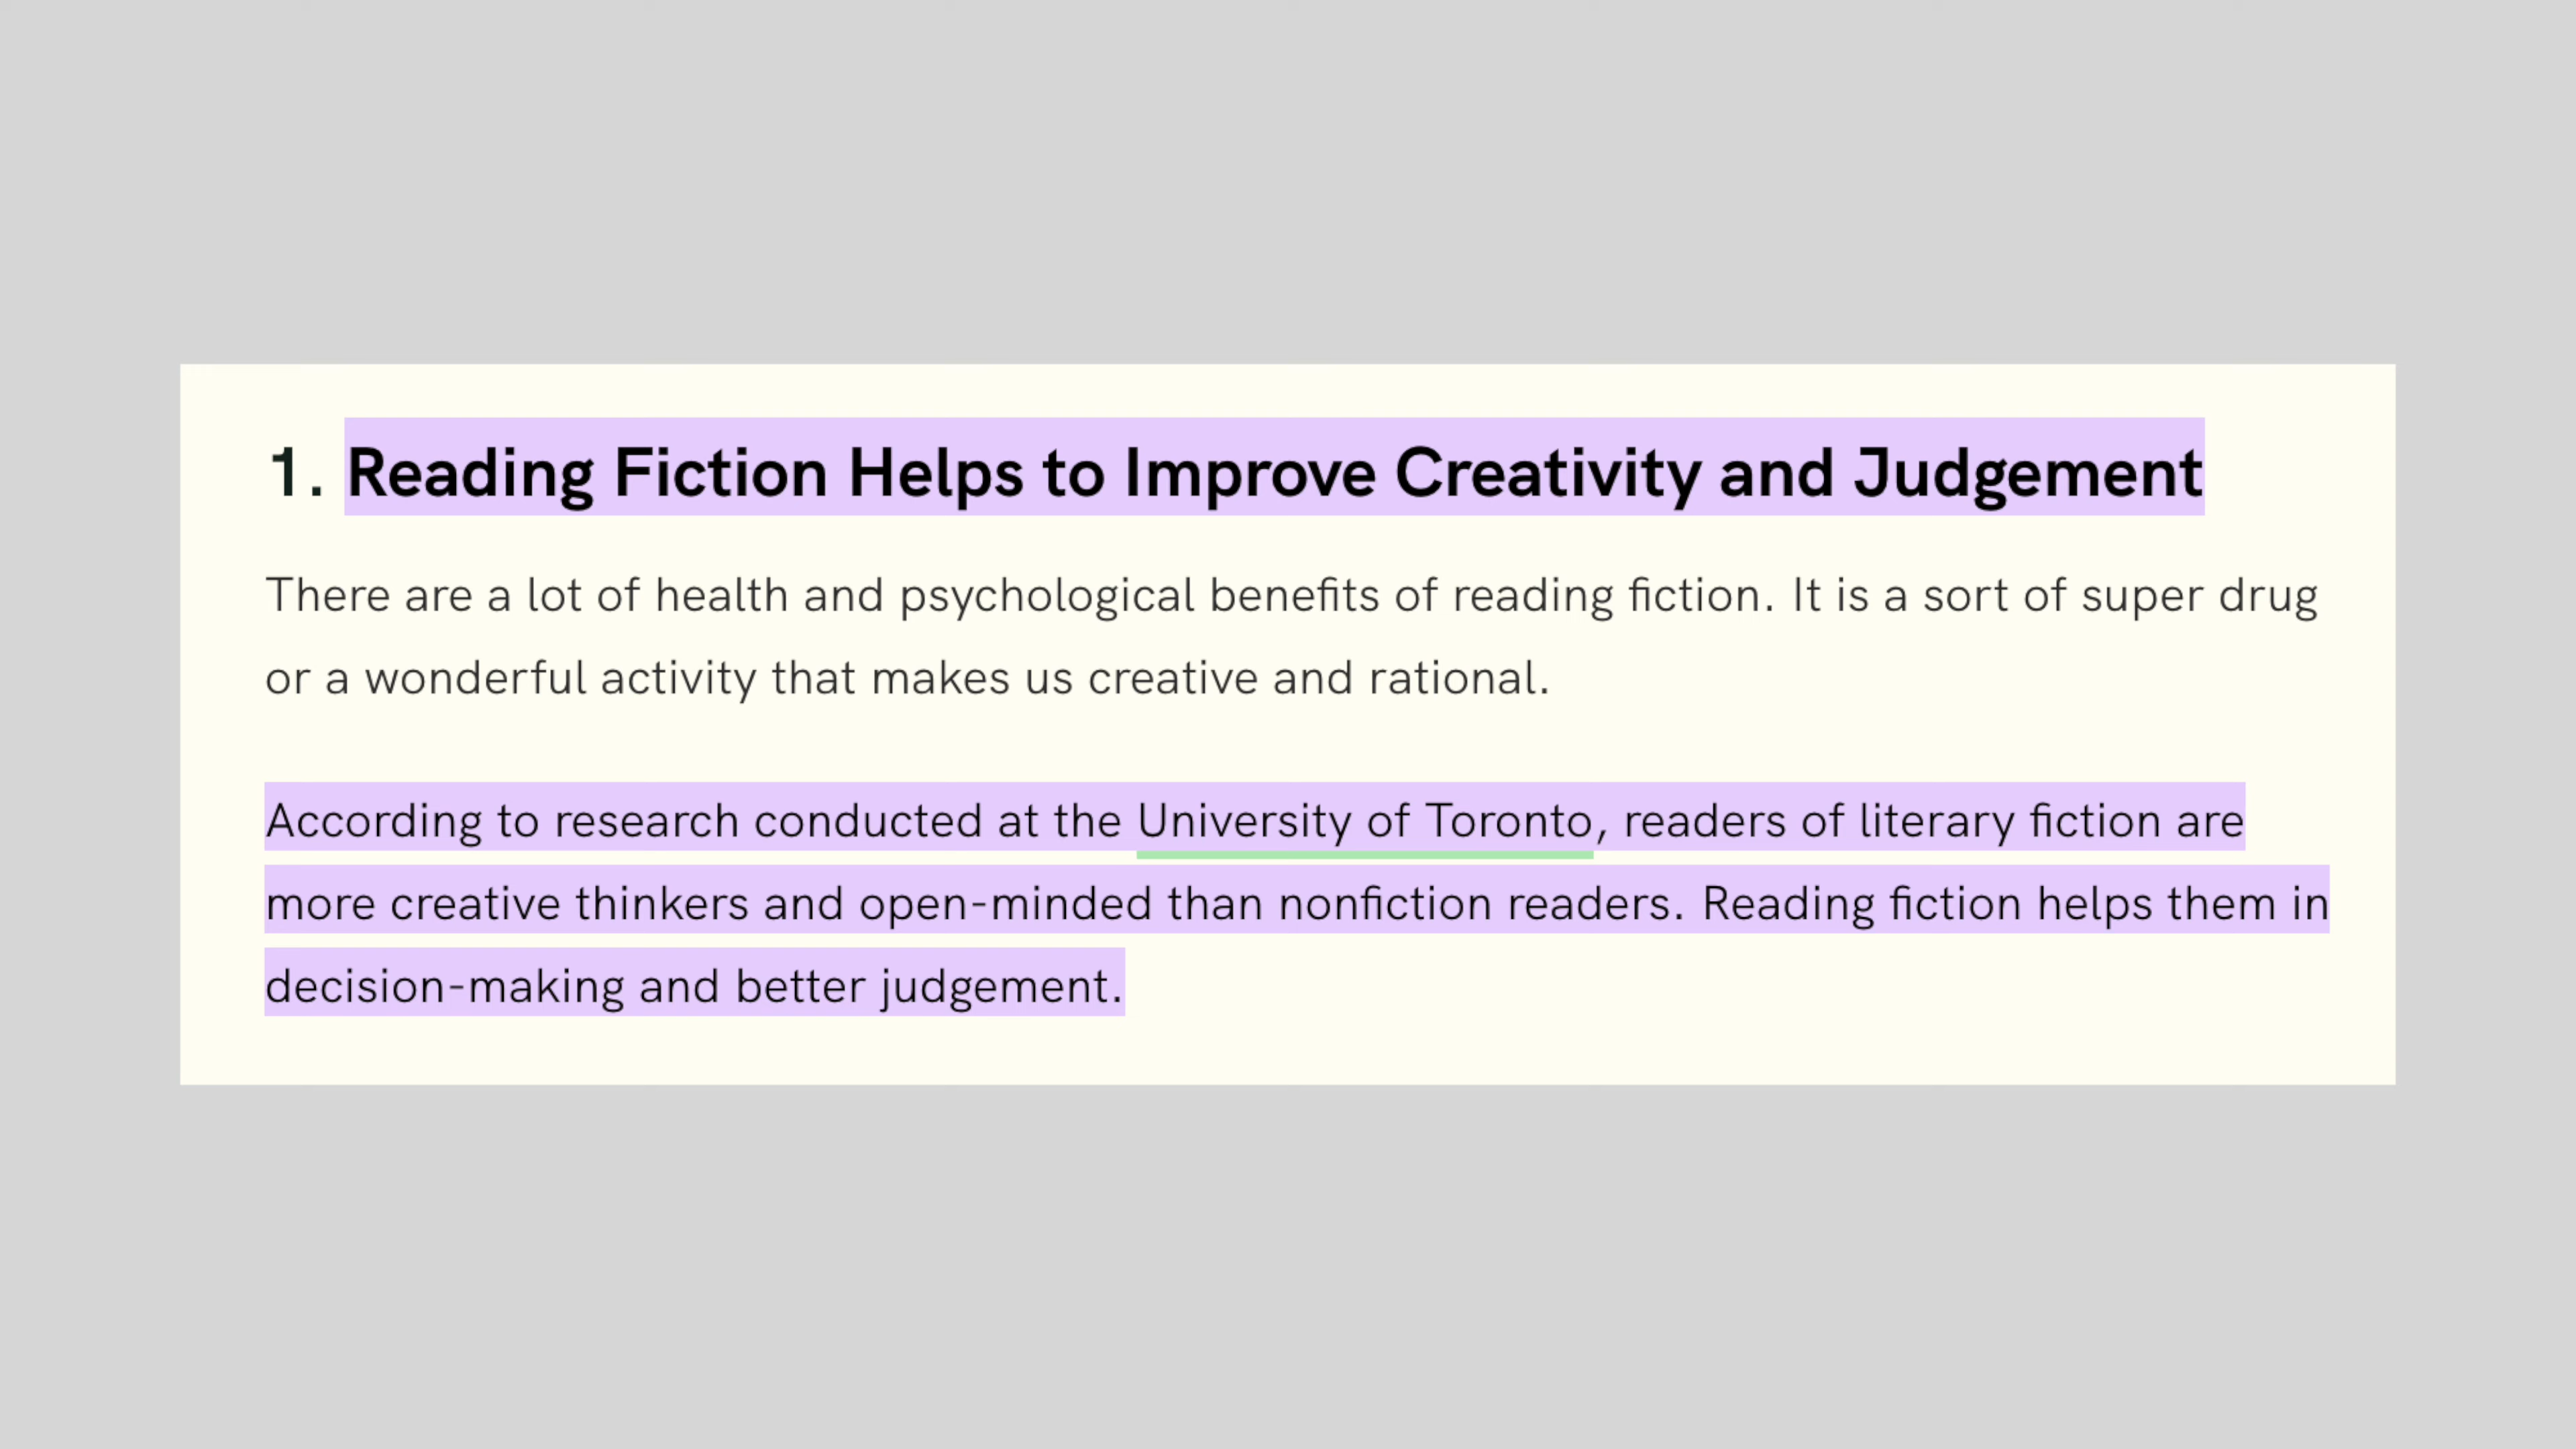 1. Reading Fiction Helps to Improve Creativity and Judgement
There are a lot of health and psychological benefits of reading fiction. It is a sort of super drug
or a wonderful activity that makes us creative and rational.
According to research conducted at the University of Toronto, readers of literary fiction are
more creative thinkers and open-minded than nonfiction readers. Reading fiction helps them in
decision-making and better judgement.